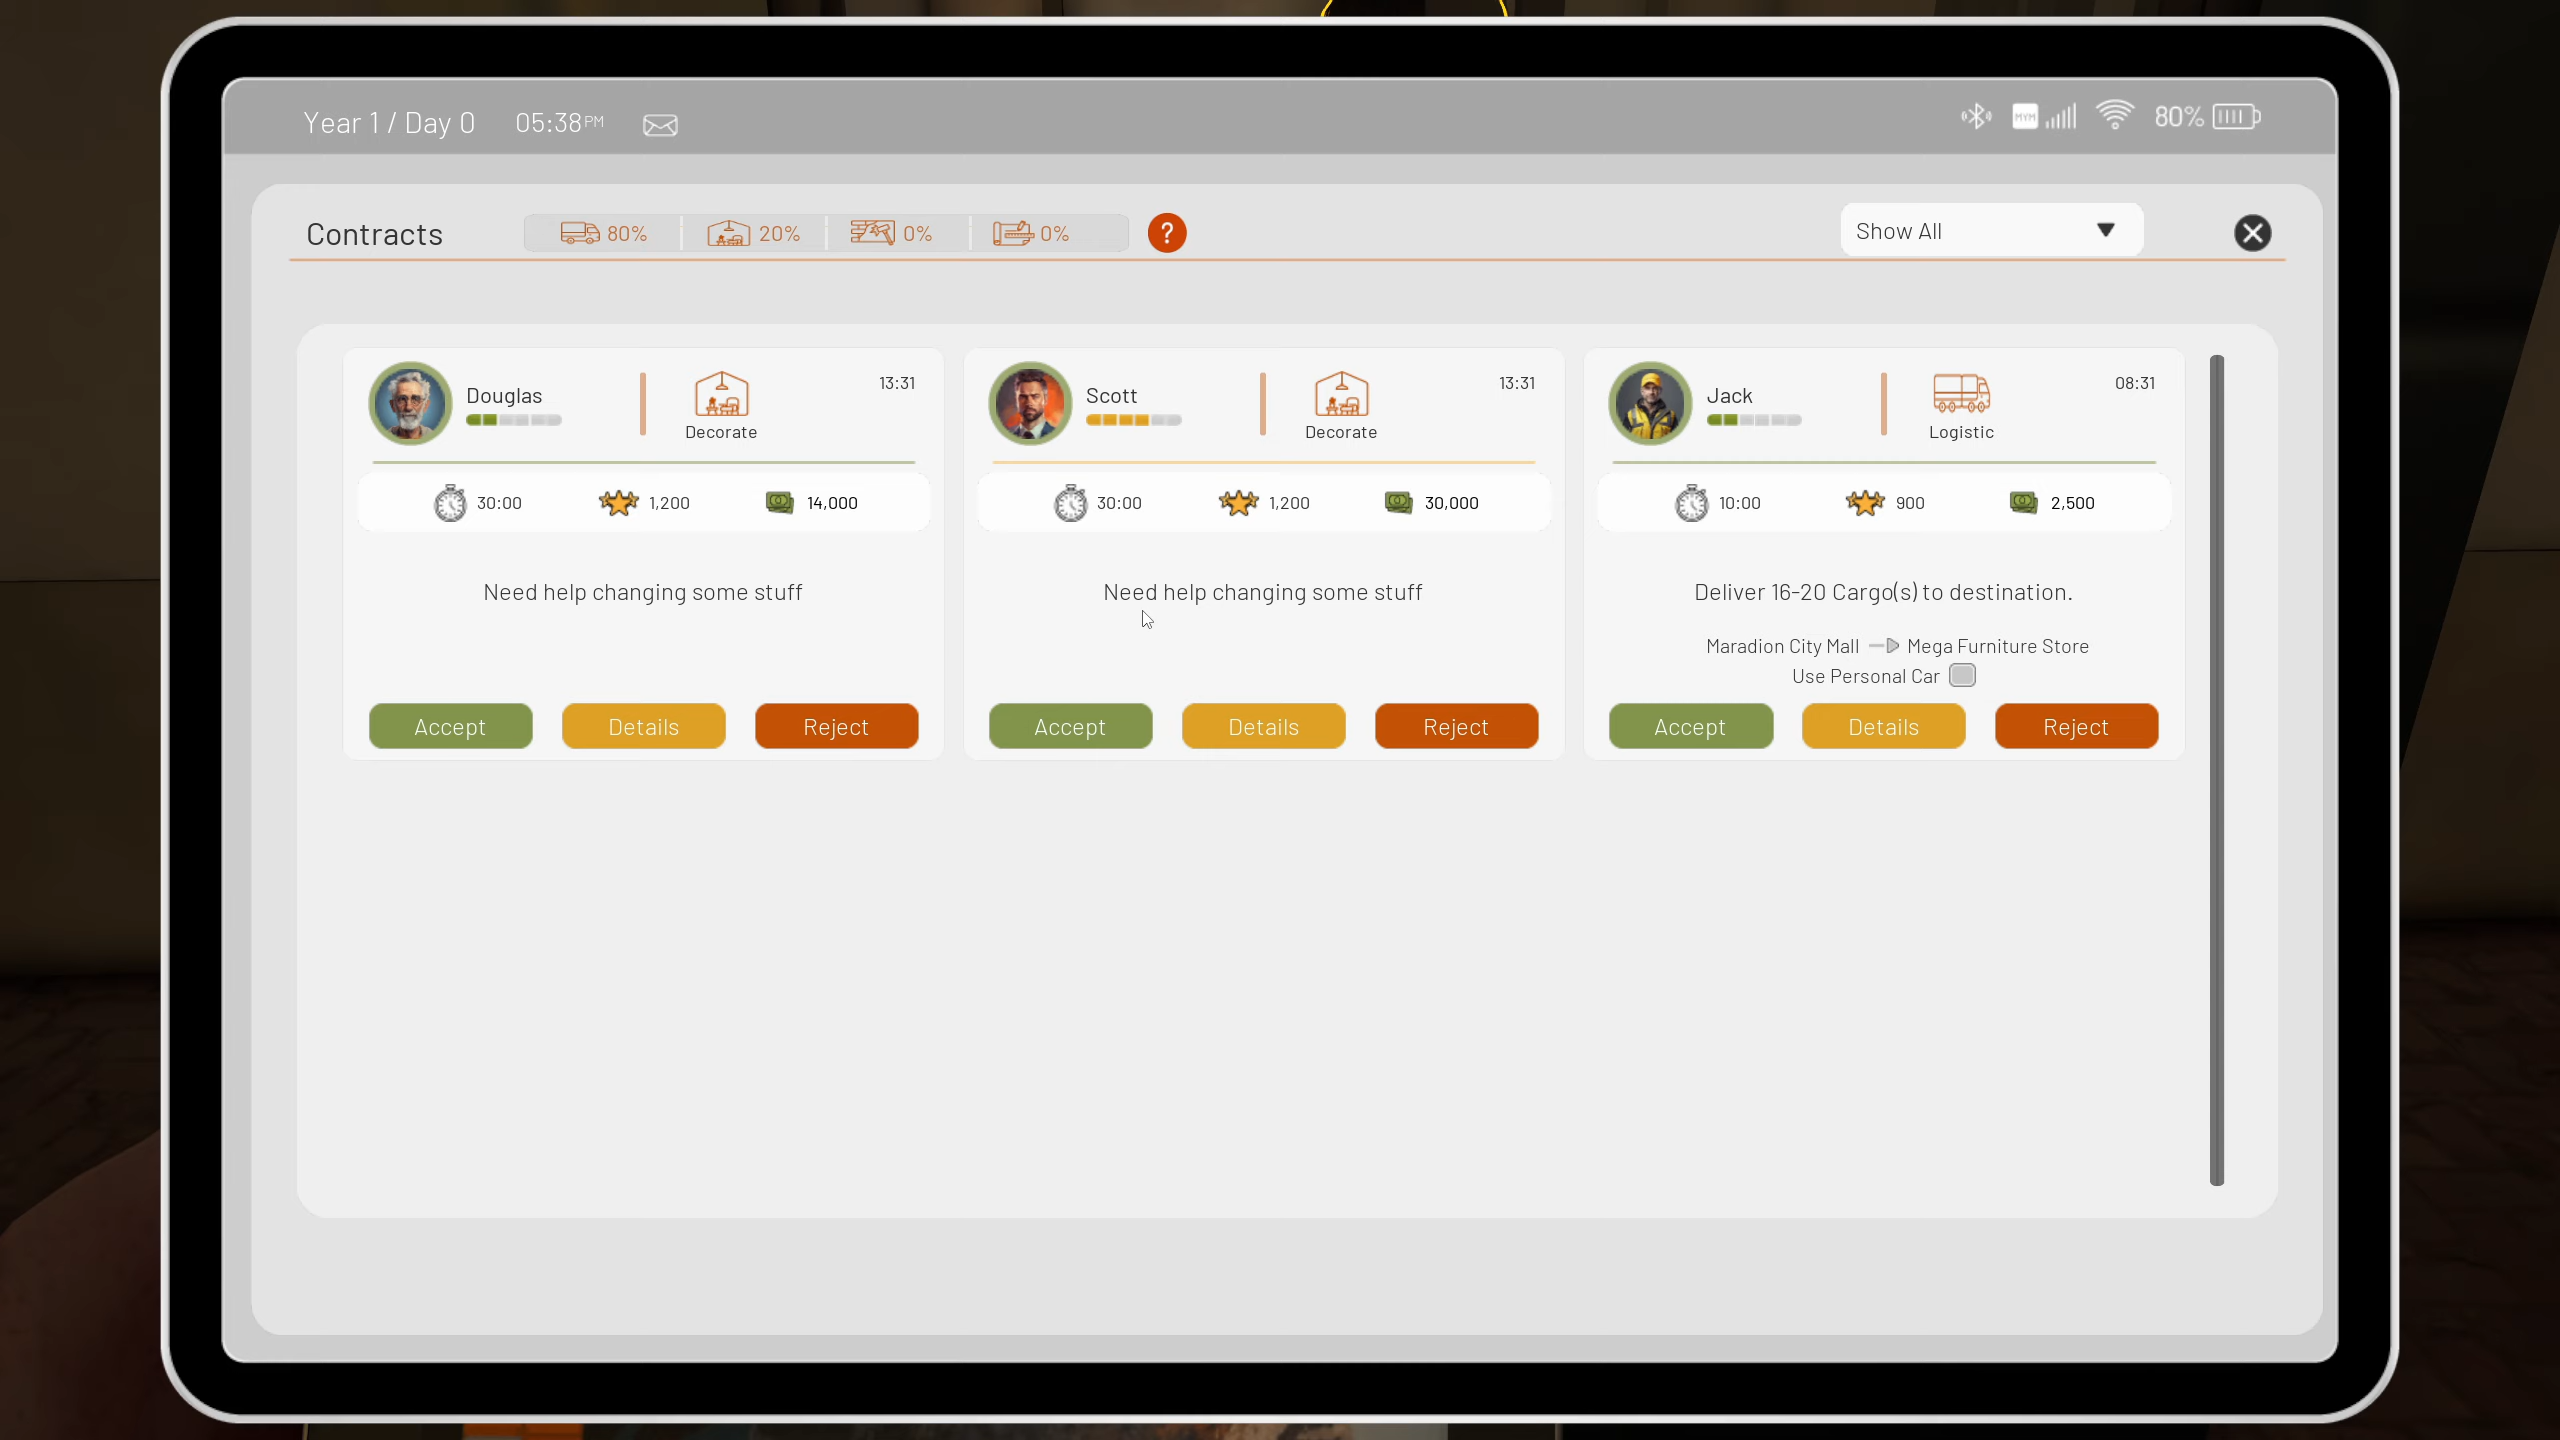 Year 1 / Day 0 05:38 PM MYM 80%
Contracts 80% 20% 0% 0% ? Show All
Douglas Decorate 13:31
30:00 1,200 14,000
Need help changing some stuff
Accept Details Reject
Scott Decorate 13:31
30:00 1,200 30,000
Need help changing some stuff
Accept Details Reject
Jack Logistic 08:31
10:00 900 2,500
Deliver 16-20 Cargo(s) to destination.
Maradion City Mall Mega Furniture Store
Use Personal Car
Accept Details Reject